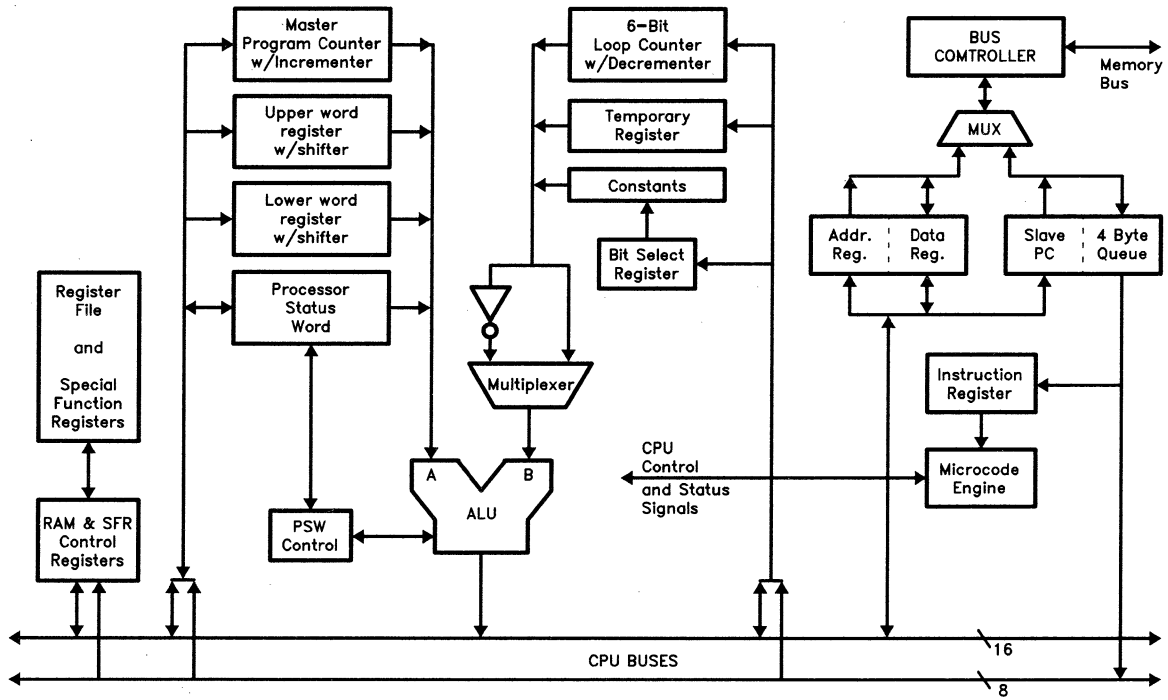 Master
Program Counter
w/Incrementer
Upper word
register
w/shifter
Lower word
register
w/shifter
Processor
Status
Word
Register
File
and
Special
Function
Registers
RAM & SFR
Control
Registers
PSW
Control
6-Bit
Loop Counter
w/Decrementer
Temporary
Register
Constants
Bit Select
Register
Multiplexer
A
B
ALU
BUS
COMTROLLER
Memory
Bus
MUX
Addr.
Reg.
Data
Reg.
Slave
PC
4 Byte
Queue
Instruction
Register
Microcode
Engine
CPU
Control
and Status
Signals
16
CPU BUSES
8